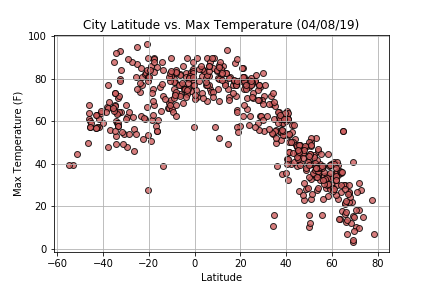 City Latitude vs. Max Temperature (04/08/19)
100
80
60
40
20
0
Max Temperature (F)
−60 −40 −20 0 20 40 60 80
Latitude